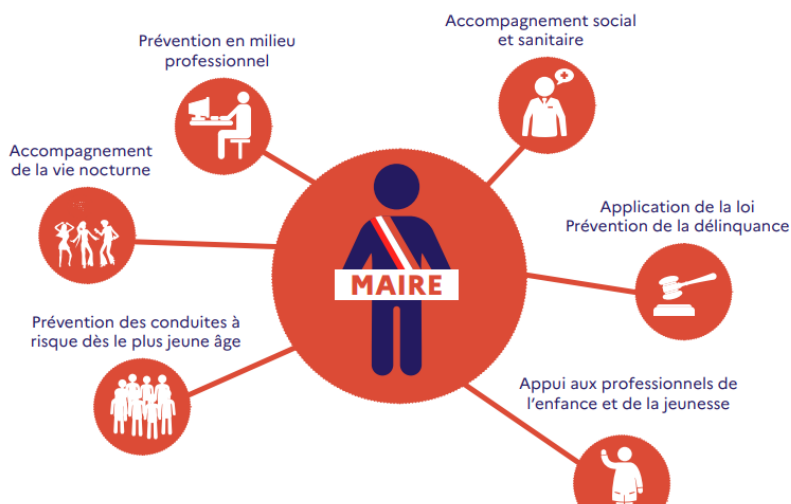 Accompagnement social
et sanitaire
Prévention en milieu
professionnel
Accompagnement
de la vie nocturne
Application de la loi
Prévention de la délinquance
MAIRE
Prévention des conduites à
risque dès le plus jeune âge
Appui aux professionnels de
l'enfance et de la jeunesse